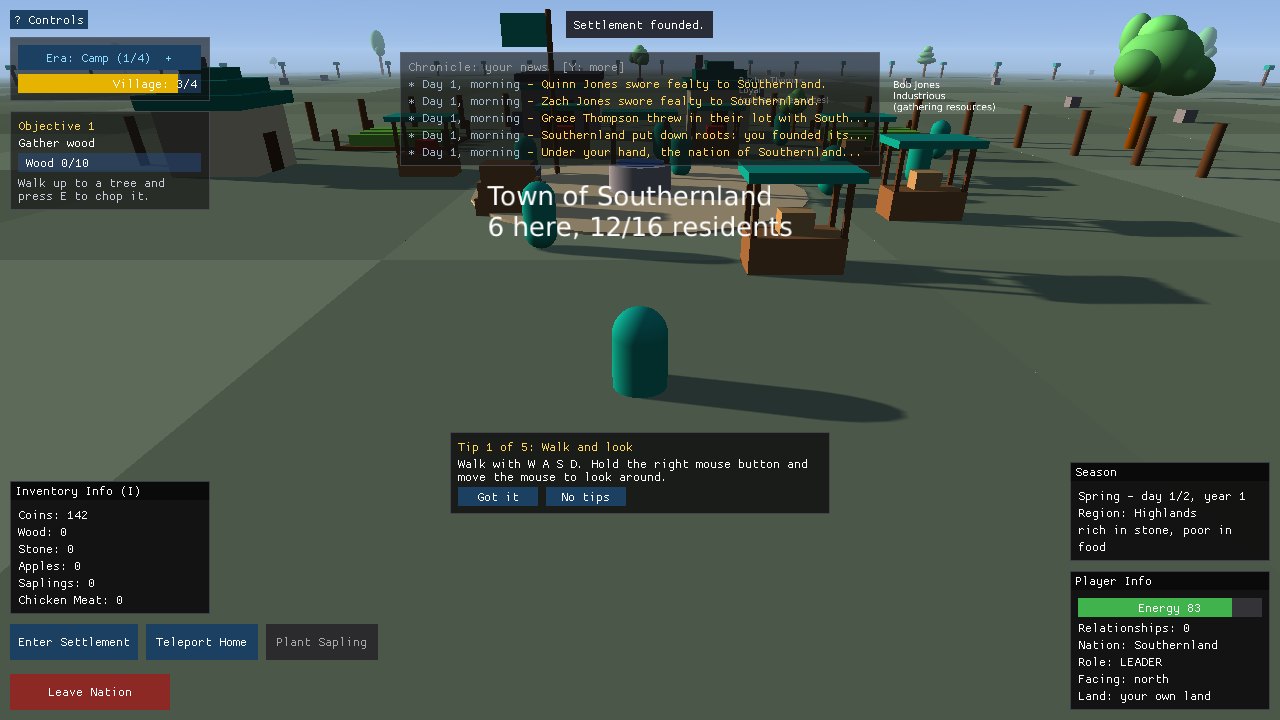 ? Controls
Settlement founded.
Era: Camp (1/4) +
Village: 3/4
Chronicle: your news [Y: more]
* Day 1, morning - Quinn Jones swore fealty to Southernland.
* Day 1, morning - Zach Jones swore fealty to Southernland.
* Day 1, morning - Grace Thompson threw in their lot with South...
* Day 1, morning - Southernland put down roots: you founded its...
* Day 1, morning - Under your hand, the nation of Southernland...
Bob Jones
Industrious
(gathering resources)
Objective 1
Gather wood
Wood 0/10
Walk up to a tree and
press E to chop it.
Town of Southernland
6 here, 12/16 residents
Tip 1 of 5: Walk and look
Walk with W A S D. Hold the right mouse button and
move the mouse to look around.
Got it
No tips
Inventory Info (I)
Coins: 142
Wood: 0
Stone: 0
Apples: 0
Saplings: 0
Chicken Meat: 0
Enter Settlement
Teleport Home
Plant Sapling
Leave Nation
Season
Spring - day 1/2, year 1
Region: Highlands
rich in stone, poor in
food
Player Info
Energy 83
Relationships: 0
Nation: Southernland
Role: LEADER
Facing: north
Land: your own land